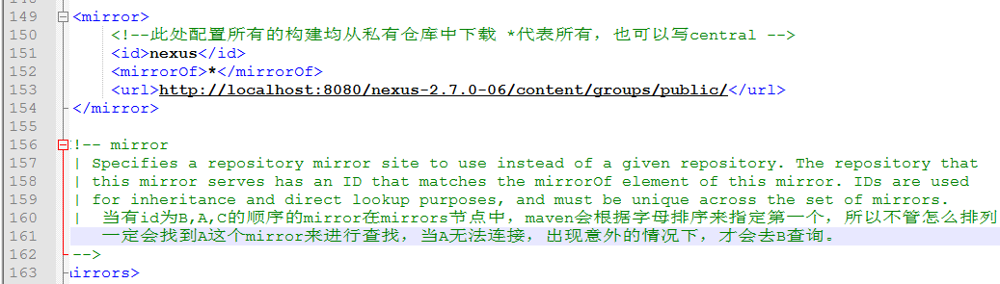 149 <mirror>
150 <!--此处配置所有的构建均从私有仓库中下载 *代表所有，也可以写central -->
151 <id>nexus</id>
152 <mirrorOf>*</mirrorOf>
153 <url>http://localhost:8080/nexus-2.7.0-06/content/groups/public/</url>
154 </mirror>
155
156 !-- mirror
157 | Specifies a repository mirror site to use instead of a given repository. The repository that
158 | this mirror serves has an ID that matches the mirrorOf element of this mirror. IDs are used
159 | for inheritance and direct lookup purposes, and must be unique across the set of mirrors.
160 | 当有id为B,A,C的顺序的mirror在mirrors节点中，maven会根据字母排序来指定第一个，所以不管怎么排列
161 一定会找到A这个mirror来进行查找，当A无法连接，出现意外的情况下，才会去B查询。
162 -->
163 irrors>